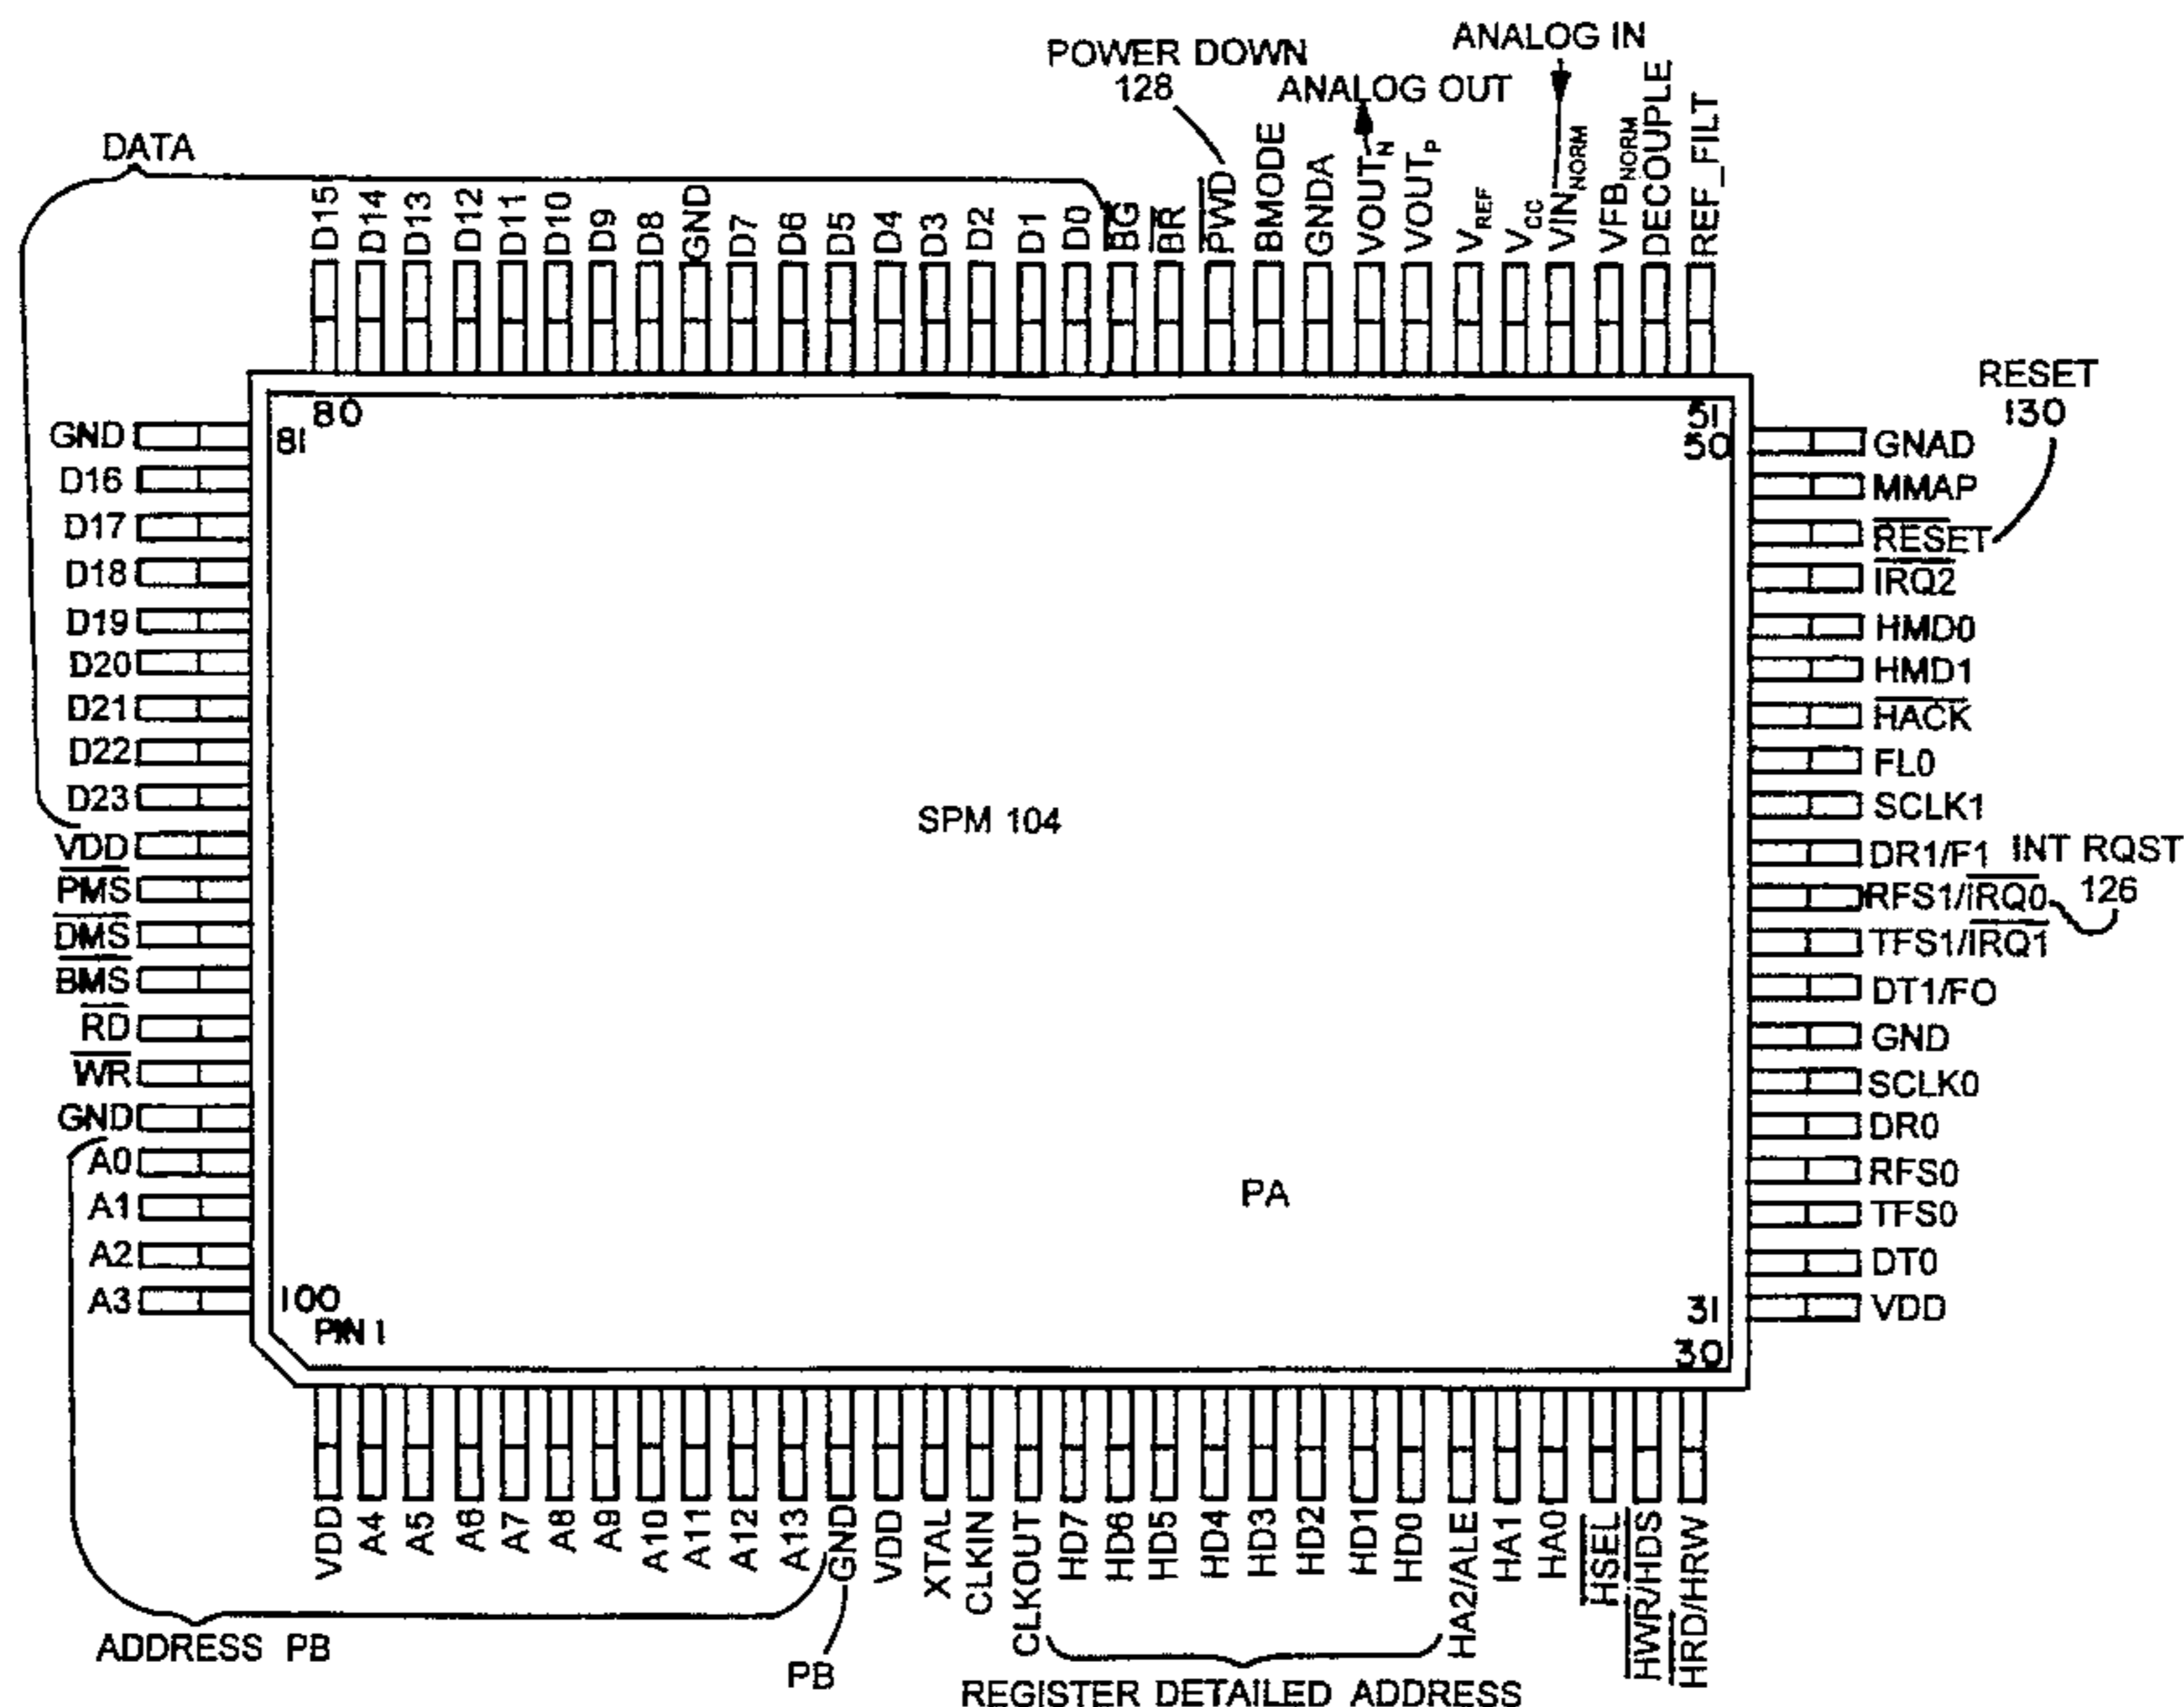 ANALOG IN
POWER DOWN
128
ANALOG OUT
DATA
D15
D14
D13
D12
D11
D10
D9
D8
GND
D7
D6
D5
D4
D3
D2
D1
D0
BG
BR
PWD
BMODE
GNDA
VOUTN
VOUTP
VREF
VCC
VINNORM
VFBNORM
DECOUPLE
REF_FILT
RESET
130
80
81
51
50
GND
D16
D17
D18
D19
D20
D21
D22
D23
VDD
PMS
DMS
BMS
RD
WR
GND
A0
A1
A2
A3
SPM 104
PA
GNAD
MMAP
RESET
IRQ2
HMD0
HMD1
HACK
FL0
SCLK1
DR1/F1
INT RQST
126
RFS1/IRQ0
TFS1/IRQ1
DT1/FO
GND
SCLK0
DR0
RFS0
TFS0
DT0
VDD
100
PIN 1
31
30
VDD
A4
A5
A6
A7
A8
A9
A10
A11
A12
A13
GND
VDD
XTAL
CLKIN
CLKOUT
HD7
HD6
HD5
HD4
HD3
HD2
HD1
HD0
HA2/ALE
HA1
HA0
HSEL
HWR/HDS
HRD/HRW
ADDRESS PB
PB
REGISTER DETAILED ADDRESS